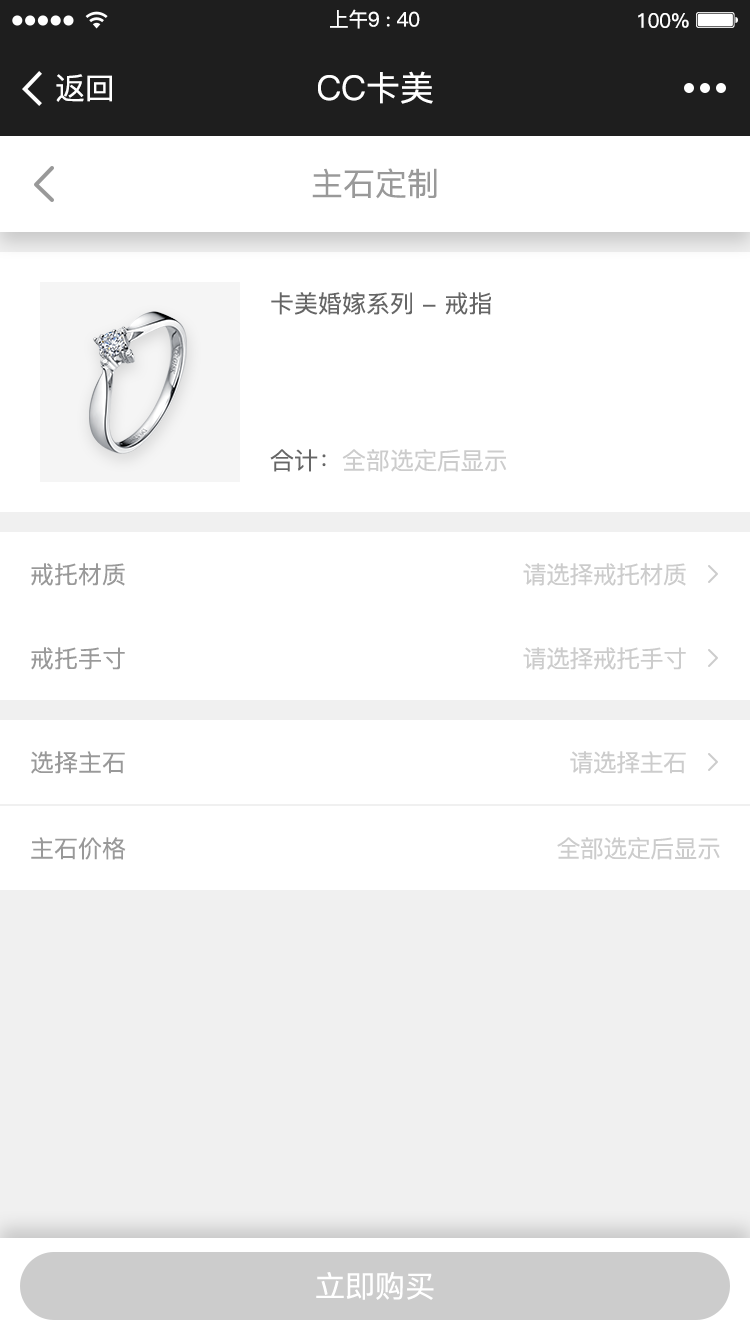 上午9 : 40
100%
返回
CC卡美
主石定制
卡美婚嫁系列 – 戒指
合计： 全部选定后显示
戒托材质 请选择戒托材质
戒托手寸 请选择戒托手寸
选择主石 请选择主石
主石价格 全部选定后显示
立即购买